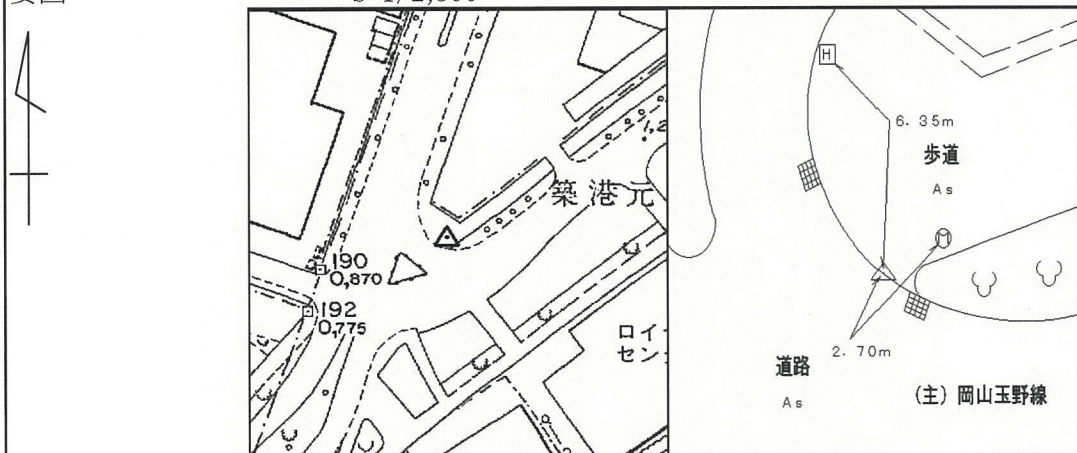 S=1/2,500
築港元
190
0,870
192
0,775
ロイ
セン
H
6.35m
歩道
As
M
2.70m
道路
As
(主)岡山玉野線